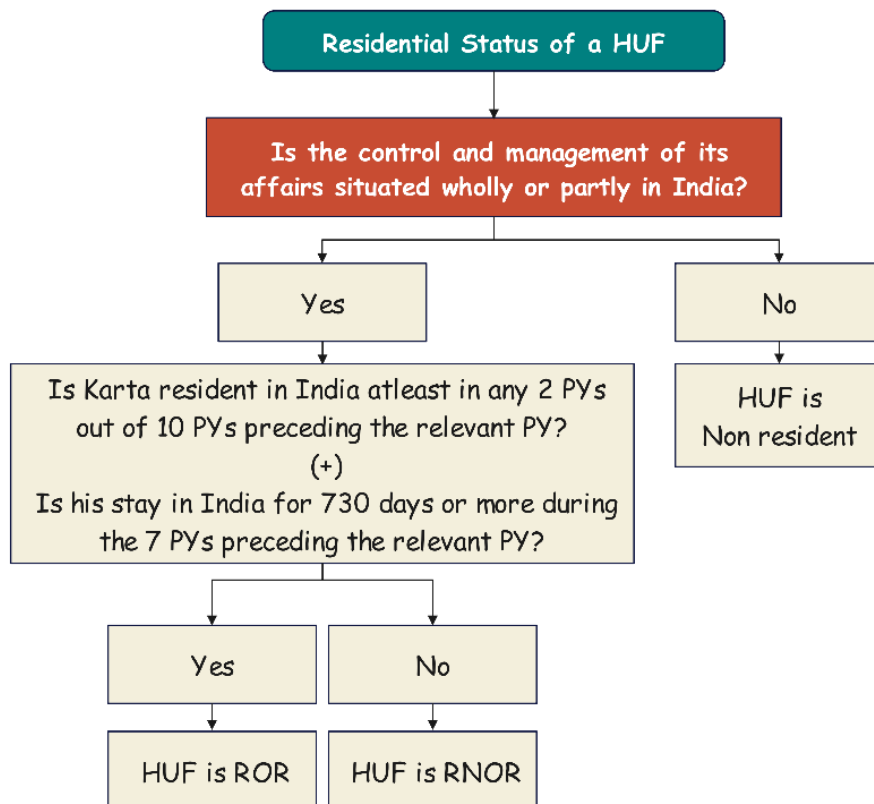 Residential Status of a HUF
Is the control and management of its
affairs situated wholly or partly in India?
Yes
No
Is Karta resident in India atleast in any 2 PYs
out of 10 PYs preceding the relevant PY?
(+)
Is his stay in India for 730 days or more during
the 7 PYs preceding the relevant PY?
HUF is
Non resident
Yes
No
HUF is ROR
HUF is RNOR